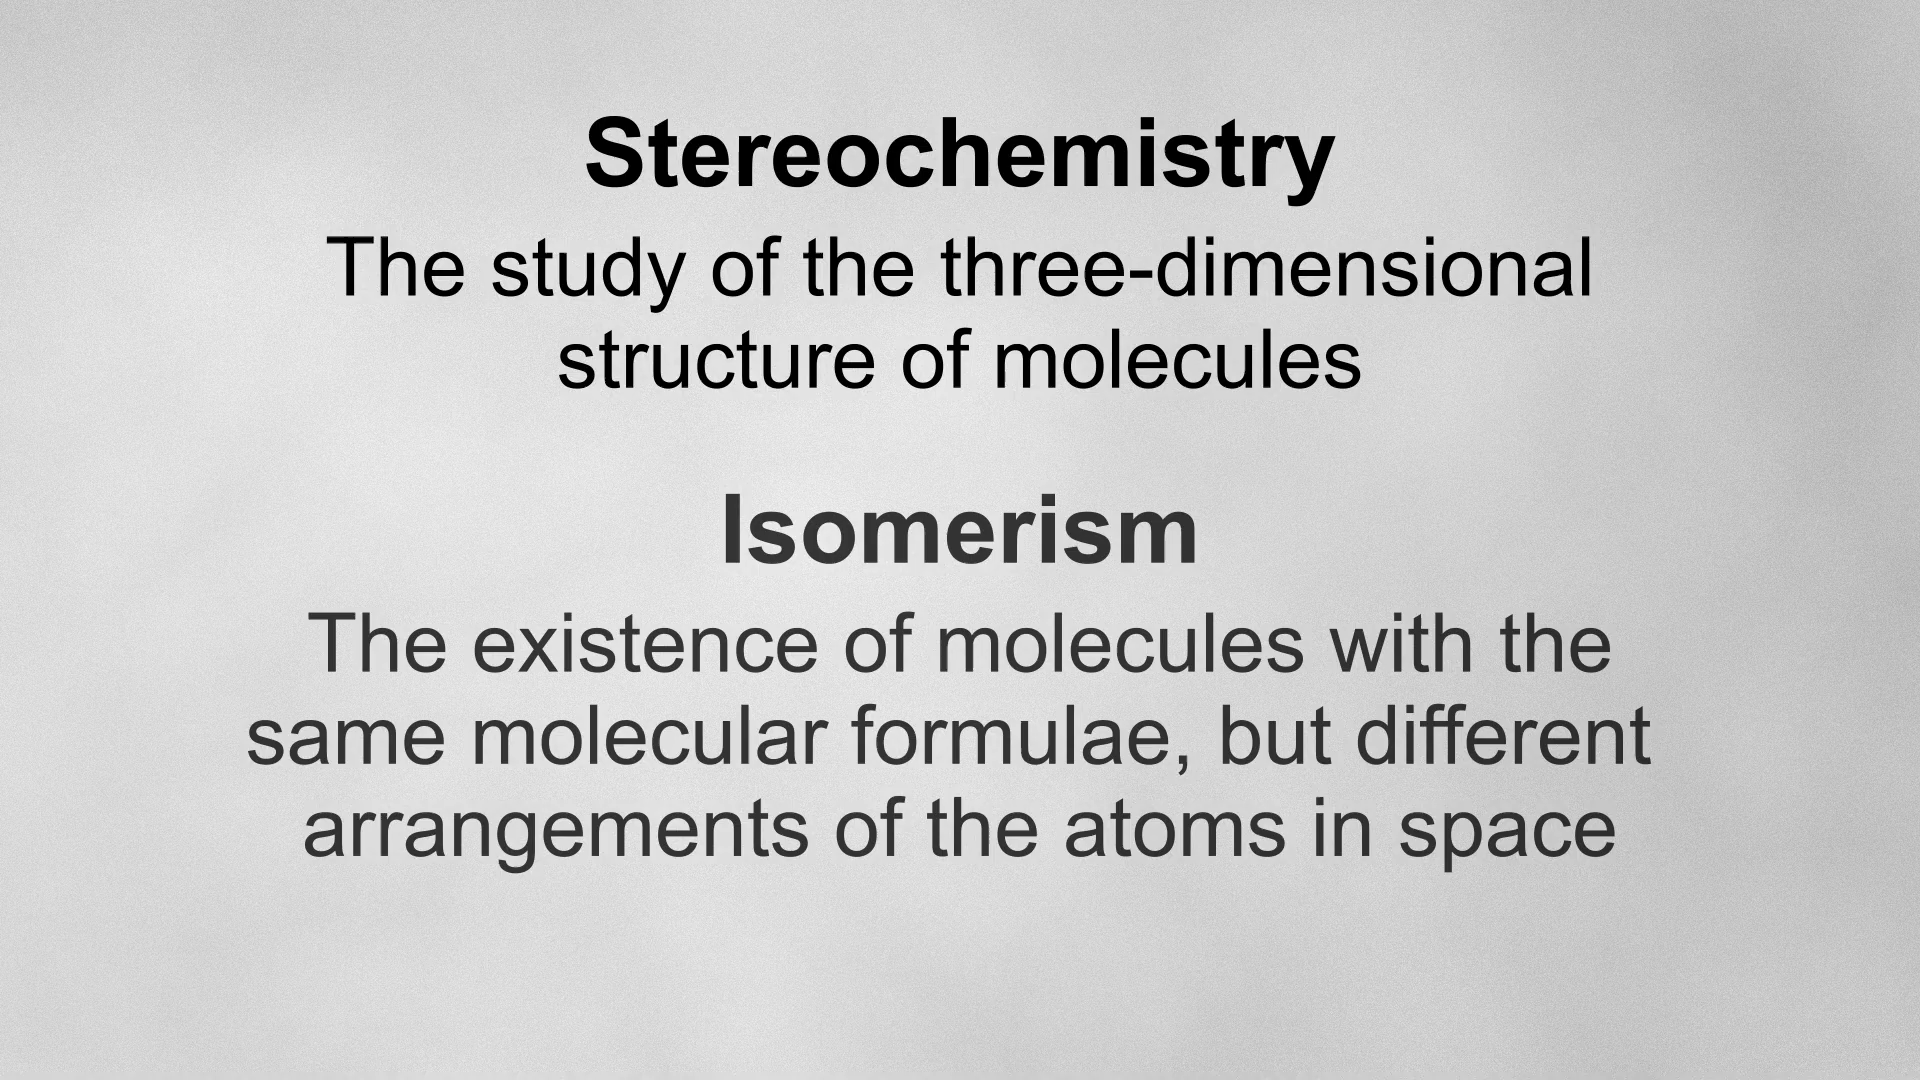 Stereochemistry
The study of the three-dimensional
structure of molecules
Isomerism
The existence of molecules with the
same molecular formulae, but different
arrangements of the atoms in space